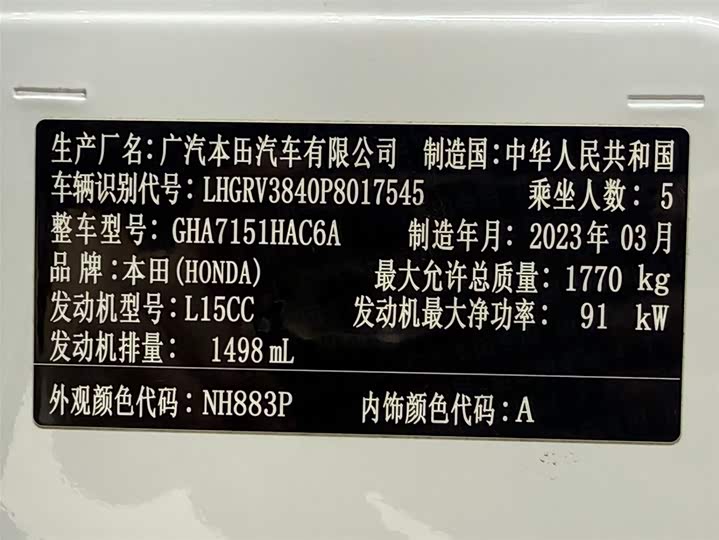 生产厂名：广汽本田汽车有限公司 制造国：中华人民共和国
车辆识别代号：LHGRV3840P8017545 乘坐人数：5
整车型号：GHA7151HAC6A 制造年月：2023年 03月
品 牌：本田(HONDA) 最大允许总质量：1770 kg
发动机型号：L15CC 发动机最大净功率：91 kW
发动机排量：1498 mL
外观颜色代码：NH883P 内饰颜色代码：A